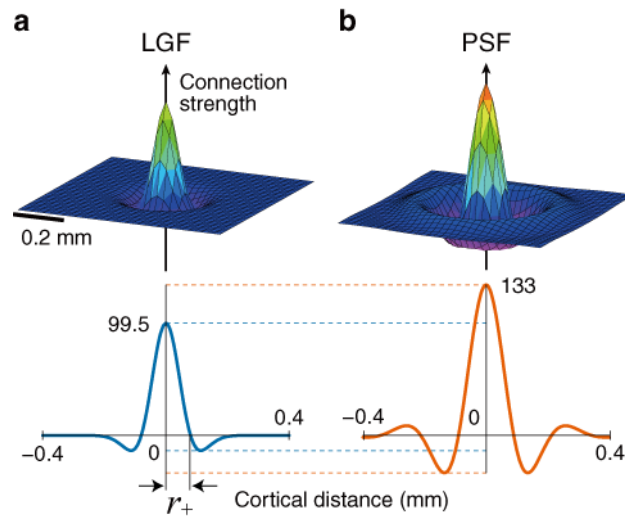 a
LGF
Connection
strength
0.2 mm
b
PSF
99.5
133
−0.4
0
0.4
r+
−0.4
0
0.4
Cortical distance (mm)